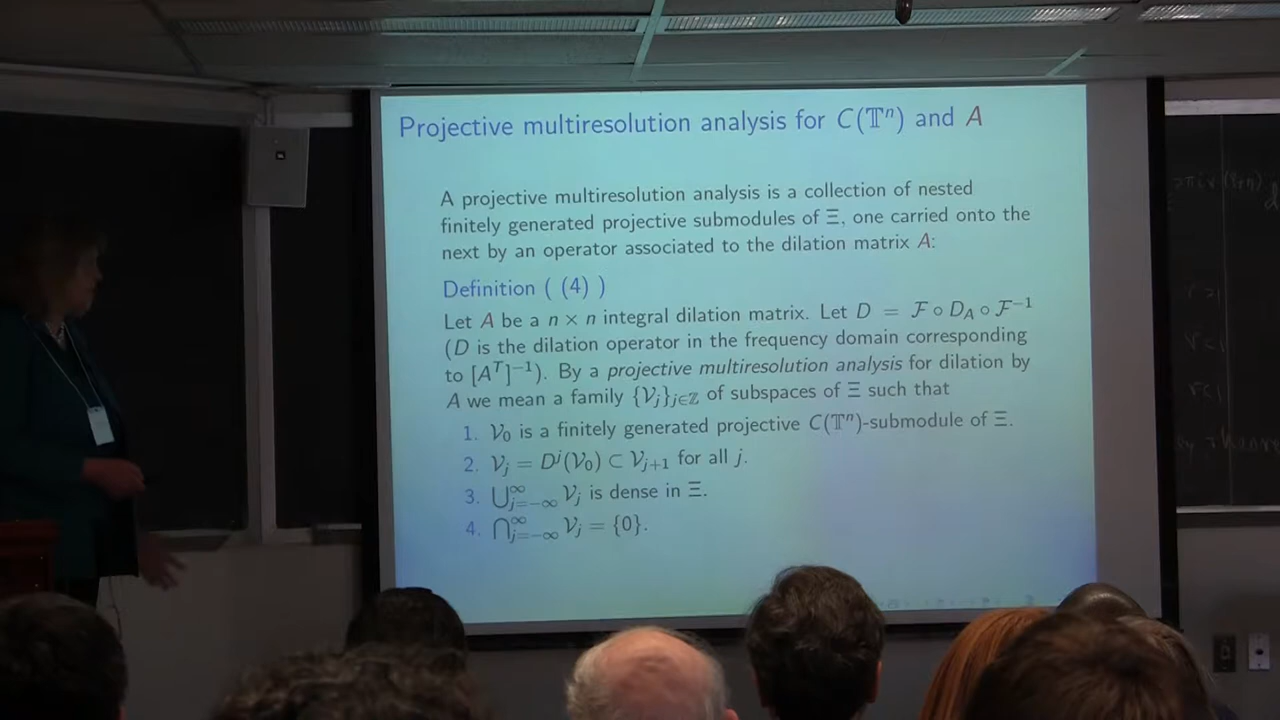 Projective multiresolution analysis for C(𝕋ⁿ) and A
A projective multiresolution analysis is a collection of nested
finitely generated projective submodules of Ξ, one carried onto the
next by an operator associated to the dilation matrix A:
Definition ( (4) )
Let A be a n × n integral dilation matrix. Let D = ℱ ∘ D_A ∘ ℱ⁻¹
(D is the dilation operator in the frequency domain corresponding
to [Aᵀ]⁻¹). By a projective multiresolution analysis for dilation by
A we mean a family {𝒱_j}_{j∈ℤ} of subspaces of Ξ such that
1. 𝒱₀ is a finitely generated projective C(𝕋ⁿ)-submodule of Ξ.
2. 𝒱_j = D^j(𝒱₀) ⊂ 𝒱_{j+1} for all j.
3. ⋃_{j=−∞}^∞ 𝒱_j is dense in Ξ.
4. ⋂_{j=−∞}^∞ 𝒱_j = {0}.